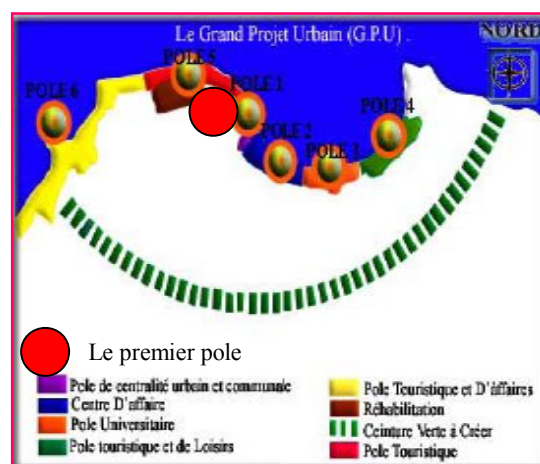 Le Grand Projet Urbain (G.P.U) .
NORD
POLE 5
POLE 6
POLE 1
POLE 4
POLE 2
POLE 3
Le premier pole
Pole de centralité urbain et communale
Centre D'affaire
Pole Universitaire
Pole touristique et de Loisirs
Pole Touristique et D'áffaires
Réhabilitation
Ceinture Verte à Créer
Pole Touristique